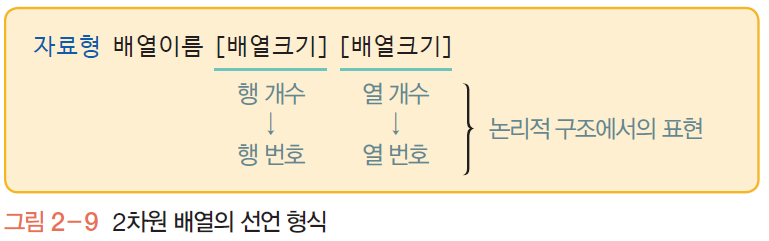 자료형 배열이름 [배열크기] [배열크기]
행 개수 열 개수
↓ ↓
행 번호 열 번호
논리적 구조에서의 표현
그림 2-9 2차원 배열의 선언 형식